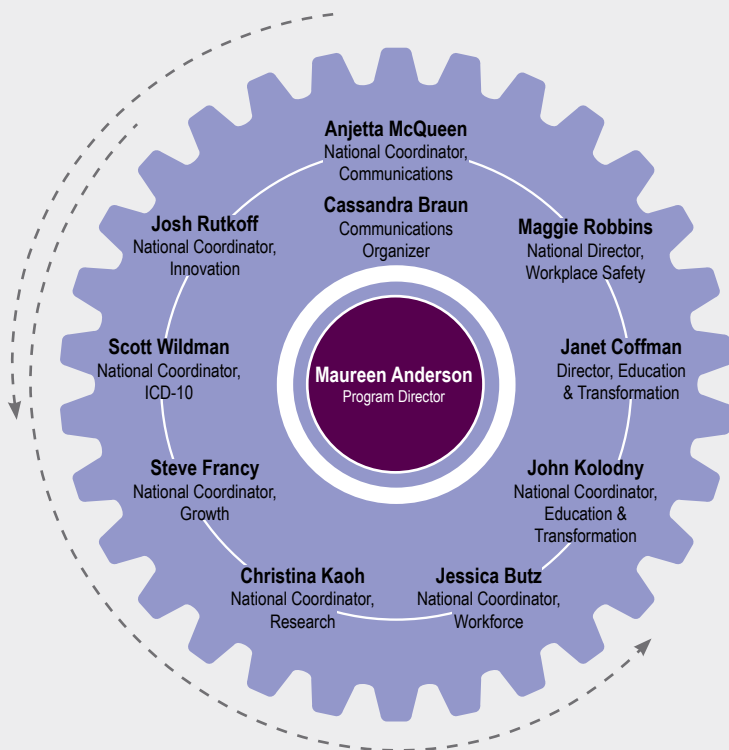 Anjetta McQueen
National Coordinator,
Communications
Cassandra Braun
Communications
Organizer
Maggie Robbins
National Director,
Workplace Safety
Janet Coffman
Director, Education
& Transformation
John Kolodny
National Coordinator,
Education &
Transformation
Jessica Butz
National Coordinator,
Workforce
Christina Kaoh
National Coordinator,
Research
Steve Francy
National Coordinator,
Growth
Scott Wildman
National Coordinator,
ICD-10
Josh Rutkoff
National Coordinator,
Innovation
Maureen Anderson
Program Director